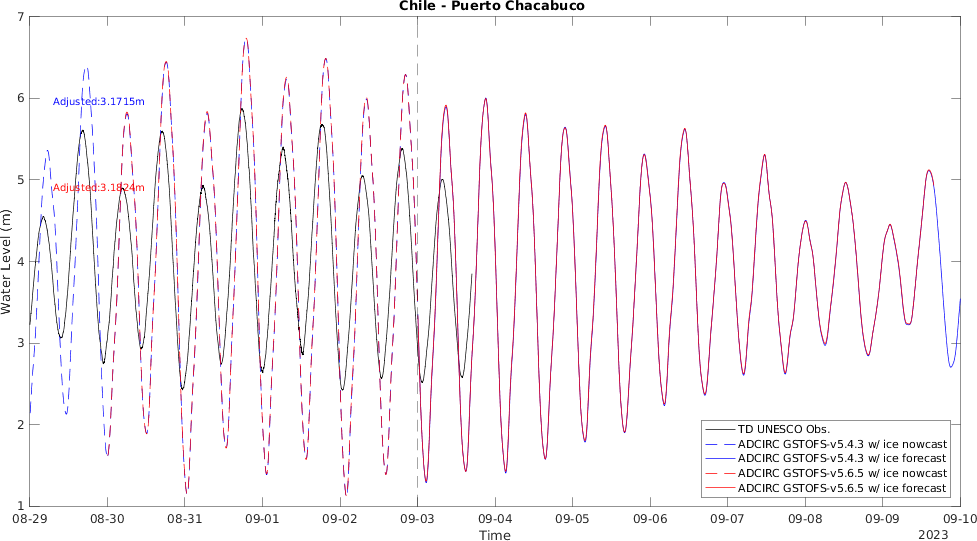 Chile - Puerto Chacabuco
7
6
5
4
3
2
1
Water Level (m)
Adjusted:3.1715m
Adjusted:3.1824m
TD UNESCO Obs.
ADCIRC GSTOFS-v5.4.3 w/ ice nowcast
ADCIRC GSTOFS-v5.4.3 w/ ice forecast
ADCIRC GSTOFS-v5.6.5 w/ ice nowcast
ADCIRC GSTOFS-v5.6.5 w/ ice forecast
08-29 08-30 08-31 09-01 09-02 09-03 09-04 09-05 09-06 09-07 09-08 09-09 09-10
Time
2023